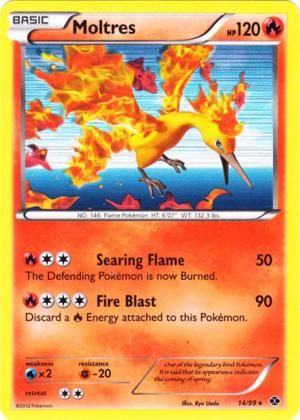 BASIC
Moltres
HP120
NO. 146 Flame Pokémon HT: 6'07" WT: 132.3 lbs.
Searing Flame 50
The Defending Pokémon is now Burned.
Fire Blast 90
Discard a Energy attached to this Pokémon.
weakness
×2
resistance
-20
retreat
One of the legendary bird Pokémon.
It is said that its appearance indicates the coming of spring.
Illus. Ryo Ueda
14/99 ★
©2012 Pokémon